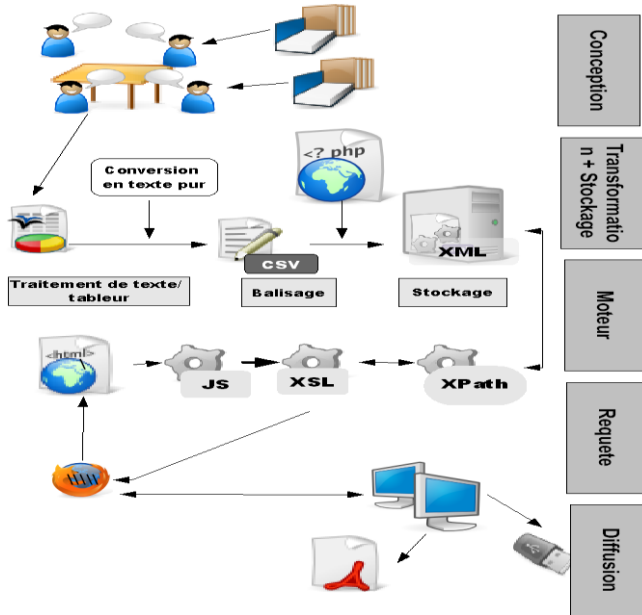 Conception
<? php
Conversion
en texte pur
Transformatio
n + Stockage
CSV
XML
Traitement de texte/
tableur
Balisage
Stockage
Moteur
<html>
JS
XSL
XPath
Requete
Diffusion